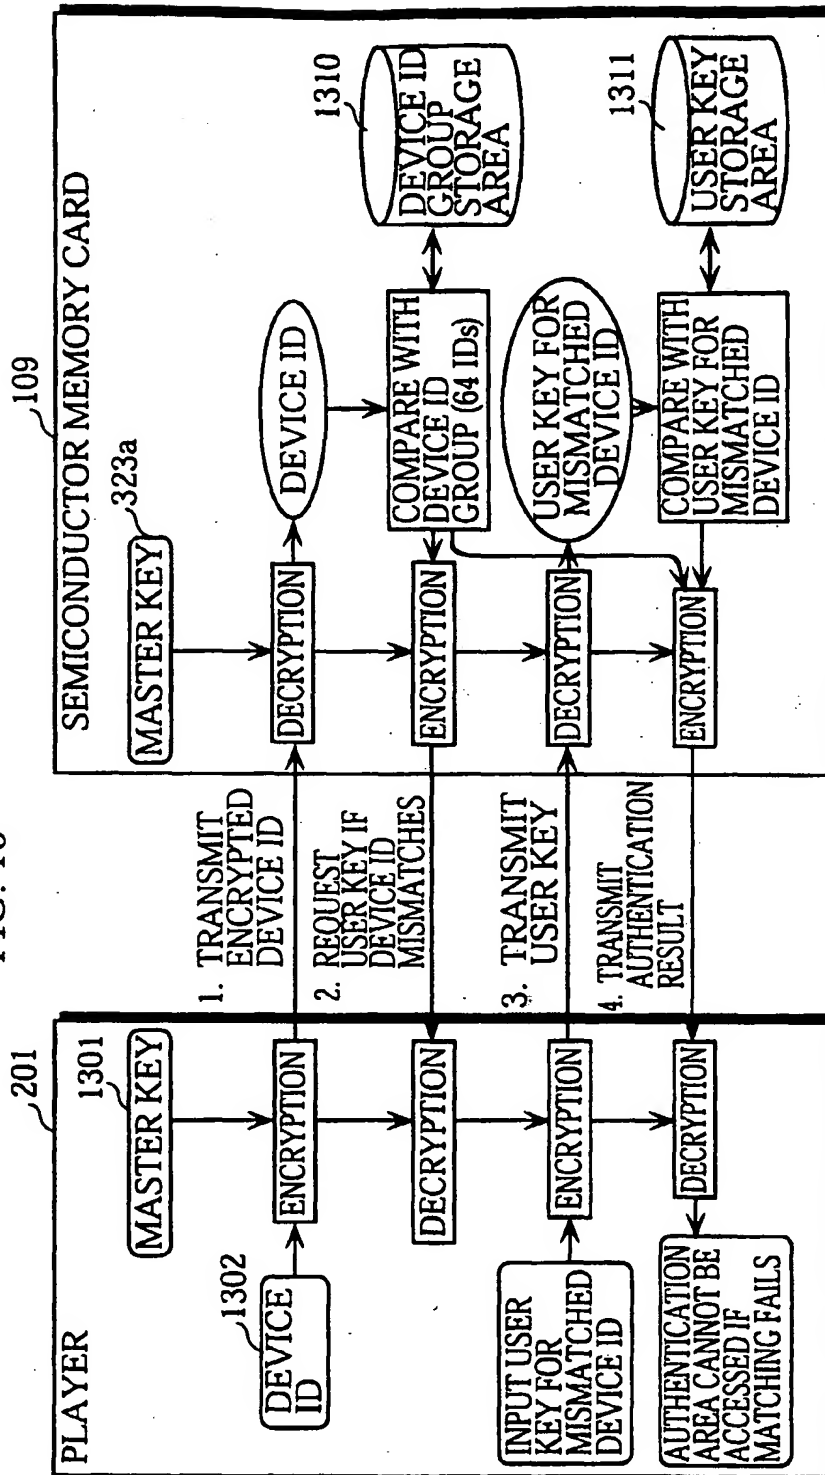 FIG.
201
PLAYER
1301
MASTER KEY
1302
DEVICE
ID
ENCRYPTION
DECRYPTION
INPUT USER
KEY FOR
MISMATCHED
DEVICE ID
ENCRYPTION
DECRYPTION
AUTHENTICATION
AREA CANNOT BE
ACCESSED IF
MATCHING FAILS
1. TRANSMIT
ENCRYPTED
DEVICE ID
2. REQUEST
USER KEY IF
DEVICE ID
MISMATCHES
3. TRANSMIT
USER KEY
4. TRANSMIT
AUTHENTICATION
RESULT
109
SEMICONDUCTOR MEMORY CARD
323a
MASTER KEY
DECRYPTION
DEVICE ID
1310
DEVICE ID
GROUP
STORAGE
AREA
COMPARE WITH
DEVICE ID
GROUP (64 IDs)
ENCRYPTION
DECRYPTION
USER KEY FOR
MISMATCHED
DEVICE ID
1311
USER KEY
STORAGE
AREA
COMPARE WITH
USER KEY FOR
MISMATCHED
DEVICE ID
ENCRYPTION